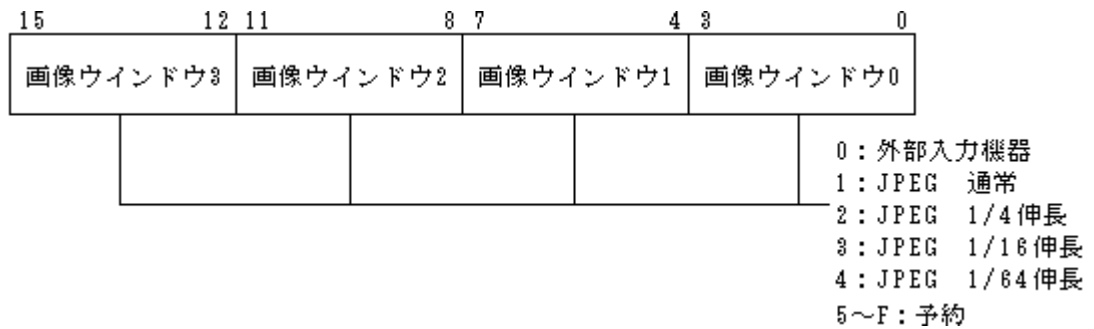 15 12 11 8 7 4 3 0
画像ウインドウ3 画像ウインドウ2 画像ウインドウ1 画像ウインドウ0
0：外部入力機器
1：JPEG　通常
2：JPEG　1/4伸長
3：JPEG　1/16伸長
4：JPEG　1/64伸長
5～F：予約